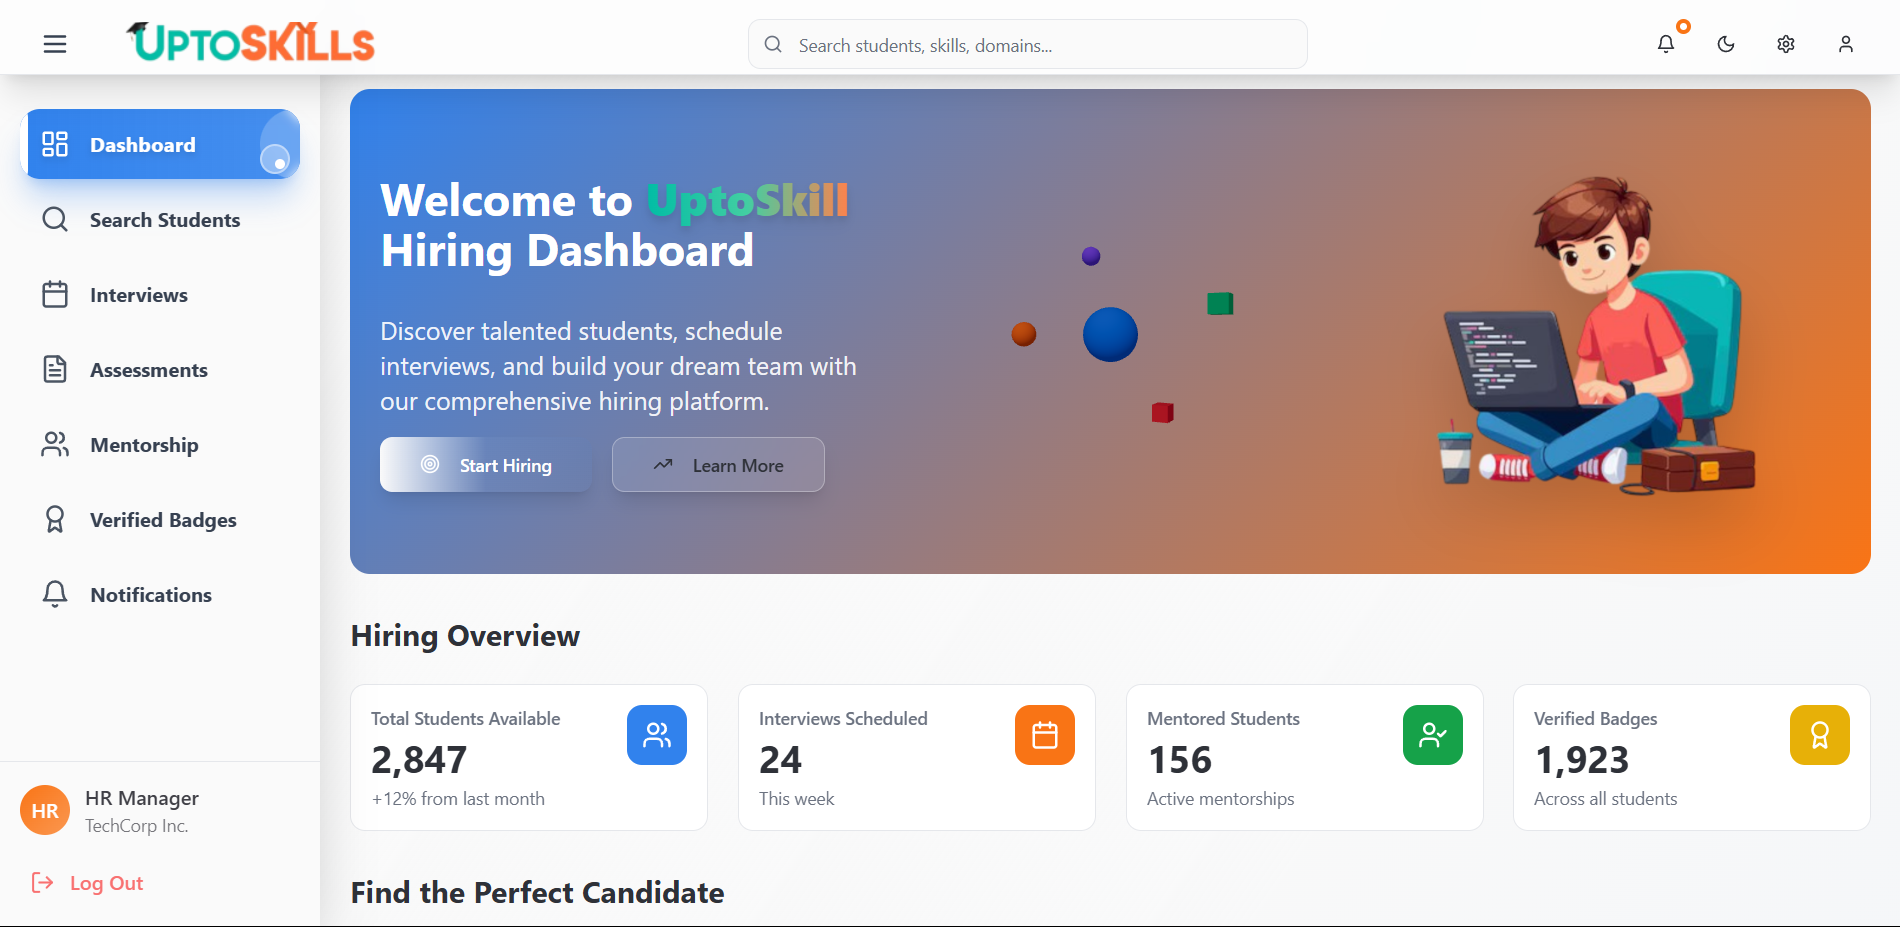 UPTOSKILLS
Search students, skills, domains...
Dashboard
Search Students
Interviews
Assessments
Mentorship
Verified Badges
Notifications
HR
HR Manager
TechCorp Inc.
Log Out
Welcome to UptoSkill
Hiring Dashboard
Discover talented students, schedule
interviews, and build your dream team with
our comprehensive hiring platform.
Start Hiring
Learn More
Hiring Overview
Total Students Available
2,847
+12% from last month
Interviews Scheduled
24
This week
Mentored Students
156
Active mentorships
Verified Badges
1,923
Across all students
Find the Perfect Candidate